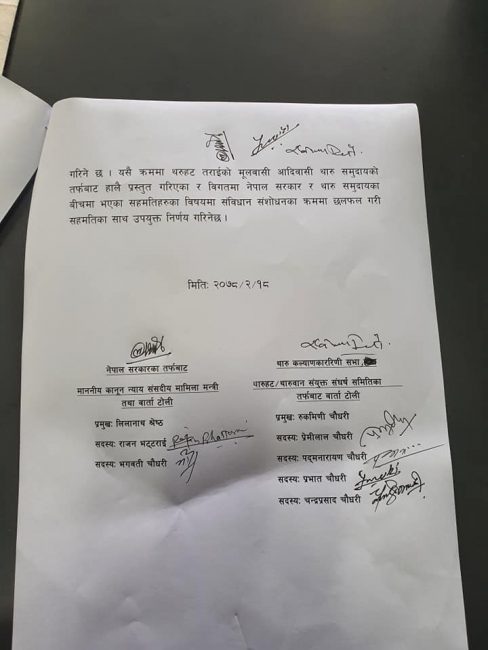 गरिने छ । यसै क्रममा थरुहट तराईको मूलवासी आदिवासी थारु समुदायको
तर्फबाट हालै प्रस्तुत गरिएका र विगतमा नेपाल सरकार र थारु समुदायका
बीचमा भएका सहमतिहरुका विषयमा संविधान संशोधनका क्रममा छलफल गरी
सहमतिका साथ उपयुक्त निर्णय गरिनेछ ।
मितिः २०७८/२/१८
नेपाल सरकारका तर्फबाट
माननीय कानून न्याय संसदीय मामिला मन्त्री
तथा वार्ता टोली
प्रमुखः लिलानाथ श्रेष्ठ
सदस्यः राजन भट्टराई Rajan Bhattarai
सदस्यः भगवती चौधरी
थारु कल्याणकारिणी सभा,
थारुहट/थारुवान संयुक्त संघर्ष समितिका
तर्फबाट वार्ता टोली
प्रमुखः रुकमिणी चौधरी
सदस्यः प्रेमीलाल चौधरी
सदस्यः पद्मनारायण चौधरी
सदस्यः प्रभात चौधरी
सदस्यः चन्द्रप्रसाद चौधरी